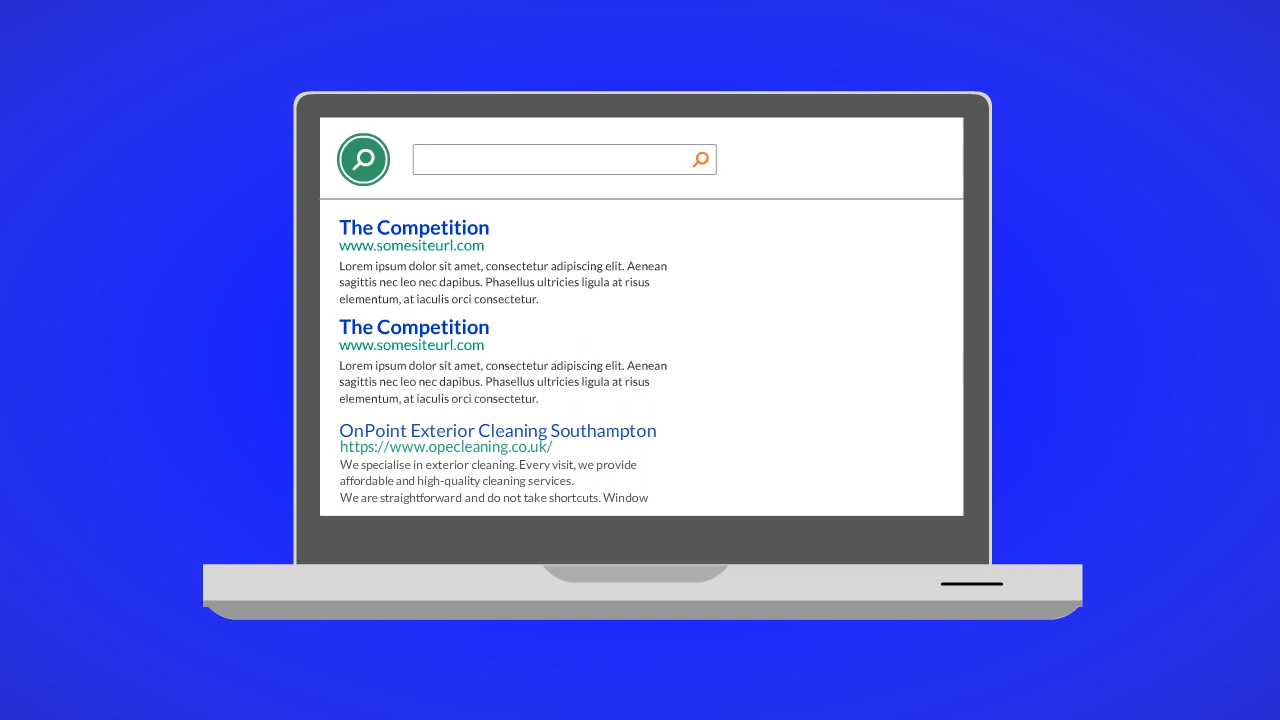 The Competition
www.somesiteurl.com
Lorem ipsum dolor sit amet, consectetur adipiscing elit. Aenean
sagittis nec leo nec dapibus. Phasellus ultricies ligula at risus
elementum, at iaculis orci consectetur.
The Competition
www.somesiteurl.com
Lorem ipsum dolor sit amet, consectetur adipiscing elit. Aenean
sagittis nec leo nec dapibus. Phasellus ultricies ligula at risus
elementum, at iaculis orci consectetur.
OnPoint Exterior Cleaning Southampton
https://www.opecleaning.co.uk/
We specialise in exterior cleaning. Every visit, we provide
affordable and high-quality cleaning services.
We are straightforward and do not take shortcuts. Window